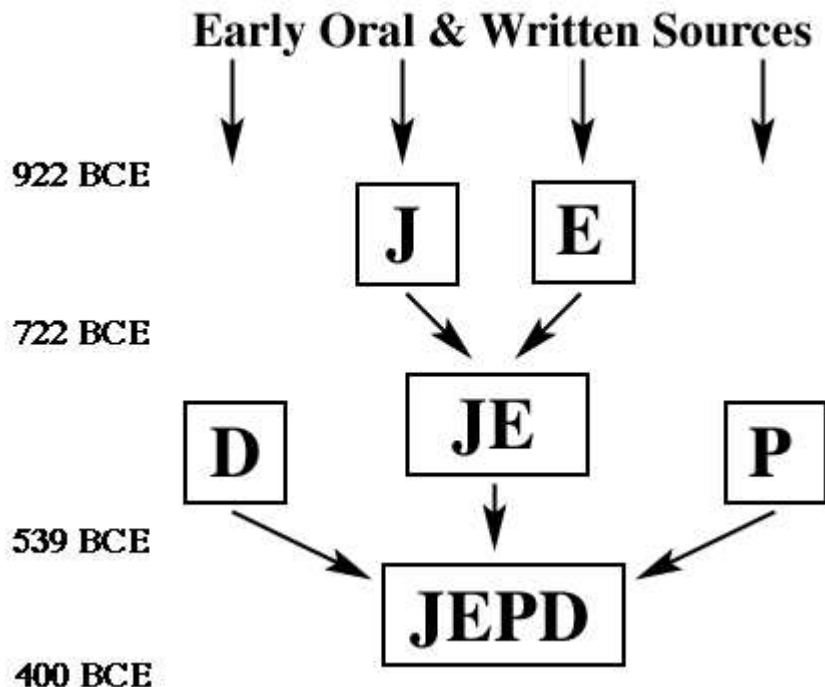 Early Oral & Written Sources
922 BCE
J E
722 BCE
JE
D P
539 BCE
JEPD
400 BCE